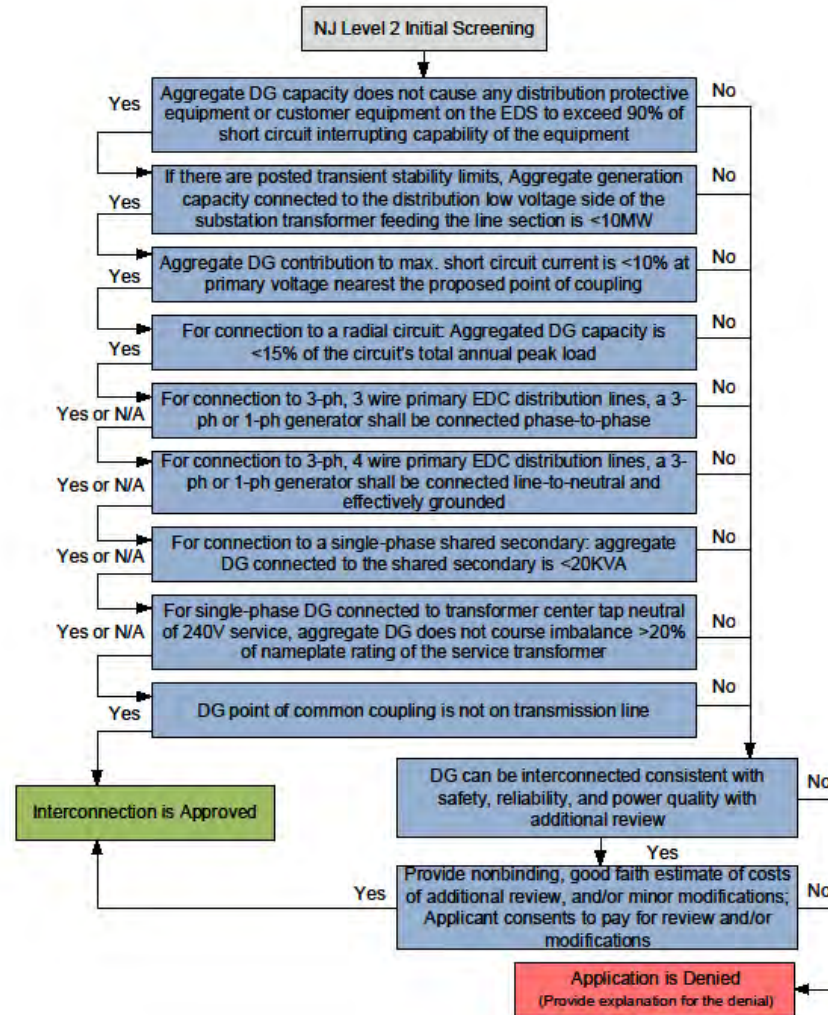 NJ Level 2 Initial Screening
Yes
Aggregate DG capacity does not cause any distribution protective
equipment or customer equipment on the EDS to exceed 90% of
short circuit interrupting capability of the equipment
No
Yes
If there are posted transient stability limits, Aggregate generation
capacity connected to the distribution low voltage side of the
substation transformer feeding the line section is <10MW
No
Yes
Aggregate DG contribution to max. short circuit current is <10% at
primary voltage nearest the proposed point of coupling
No
Yes
For connection to a radial circuit: Aggregated DG capacity is
<15% of the circuit's total annual peak load
No
Yes or N/A
For connection to 3-ph, 3 wire primary EDC distribution lines, a 3-
ph or 1-ph generator shall be connected phase-to-phase
No
Yes or N/A
For connection to 3-ph, 4 wire primary EDC distribution lines, a 3-
ph or 1-ph generator shall be connected line-to-neutral and
effectively grounded
No
Yes or N/A
For connection to a single-phase shared secondary: aggregate
DG connected to the shared secondary is <20KVA
No
Yes or N/A
For single-phase DG connected to transformer center tap neutral
of 240V service, aggregate DG does not course imbalance >20%
of nameplate rating of the service transformer
No
Yes
DG point of common coupling is not on transmission line
No
Interconnection is Approved
DG can be interconnected consistent with
safety, reliability, and power quality with
additional review
No
Yes
Yes
Provide nonbinding, good faith estimate of costs
of additional review, and/or minor modifications;
Applicant consents to pay for review and/or
modifications
No
Application is Denied
(Provide explanation for the denial)